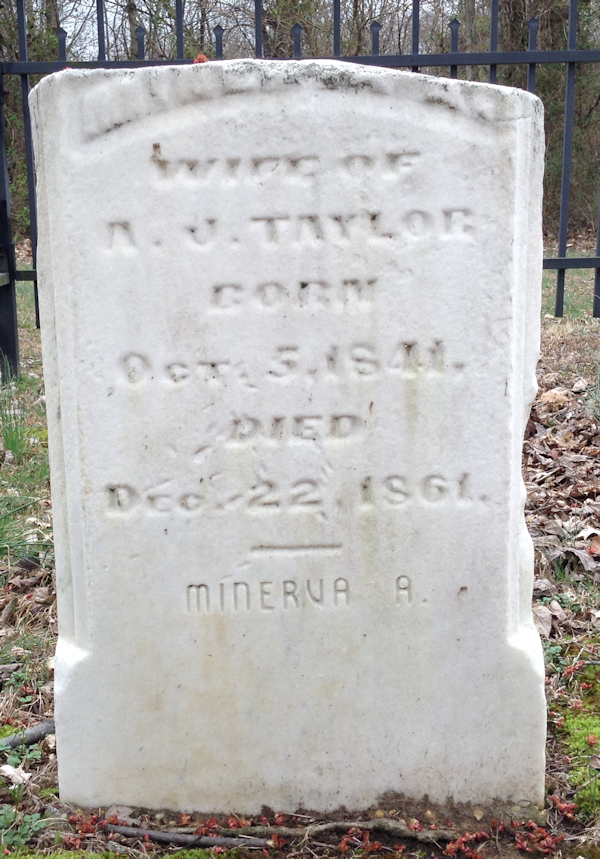 WIFE OF
A. J. TAYLOR
BORN
OCT. 5, 1841.
DIED
DEC. 22, 1861.
MINERVA A.